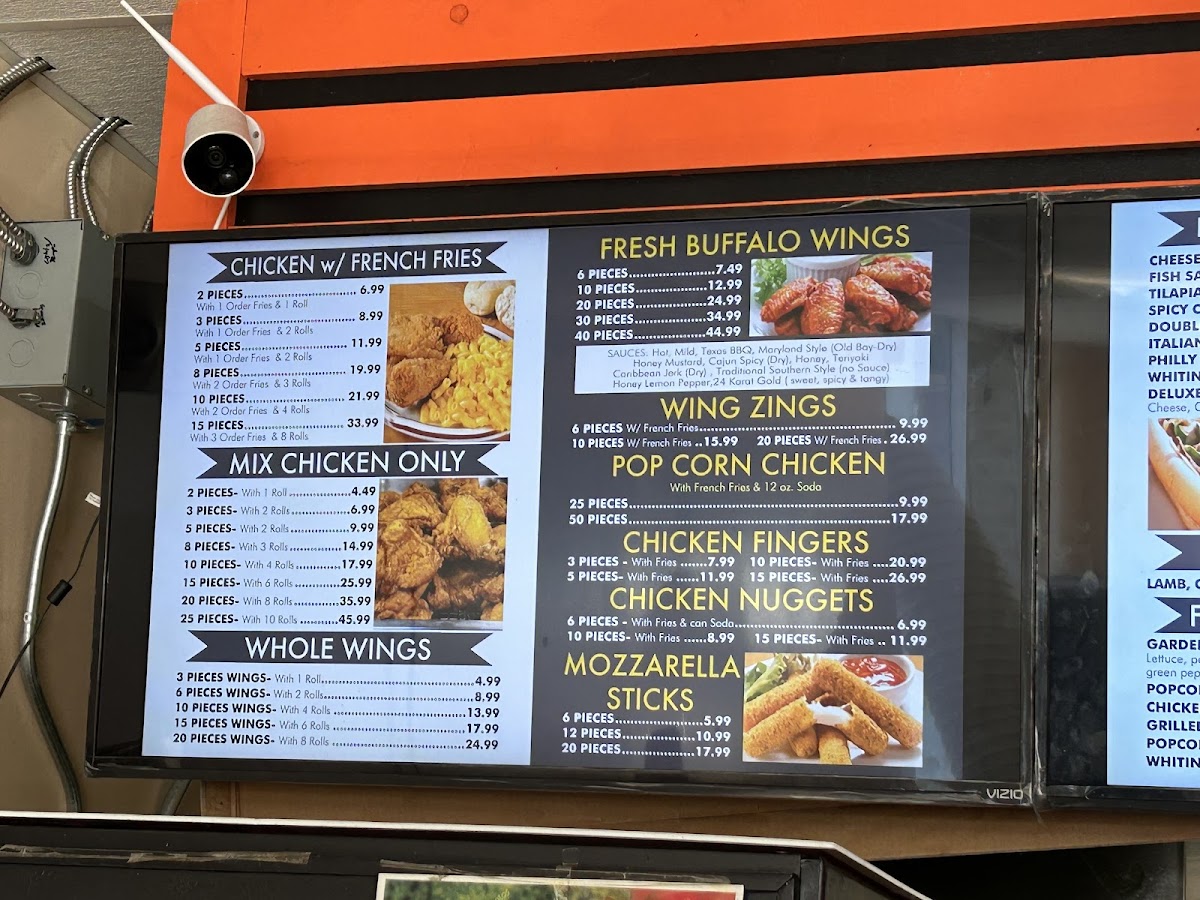 CHICKEN w/ FRENCH FRIES
2 PIECES................................ 6.99
With 1 Order Fries & 1 Roll
3 PIECES................................ 8.99
With 1 Order Fries & 2 Rolls
5 PIECES.............................. 11.99
With 1 Order Fries & 2 Rolls
8 PIECES.............................. 19.99
With 2 Order Fries & 3 Rolls
10 PIECES............................ 21.99
With 2 Order Fries & 4 Rolls
15 PIECES............................ 33.99
With 3 Order Fries & 8 Rolls
MIX CHICKEN ONLY
2 PIECES- With 1 Roll ..................4.49
3 PIECES- With 2 Rolls.................6.99
5 PIECES- With 2 Rolls.................9.99
8 PIECES- With 3 Rolls...............14.99
10 PIECES- With 4 Rolls..............17.99
15 PIECES- With 6 Rolls..............25.99
20 PIECES- With 8 Rolls..............35.99
25 PIECES- With 10 Rolls............45.99
WHOLE WINGS
3 PIECES WINGS- With 1 Roll......................................4.99
6 PIECES WINGS- With 2 Rolls.....................................8.99
10 PIECES WINGS- With 4 Rolls .................................13.99
15 PIECES WINGS- With 6 Rolls .................................17.99
20 PIECES WINGS- With 8 Rolls .................................24.99
FRESH BUFFALO WINGS
6 PIECES......................7.49
10 PIECES..................12.99
20 PIECES..................24.99
30 PIECES..................34.99
40 PIECES..................44.99
SAUCES: Hot, Mild, Texas BBQ, Maryland Style (Old Bay-Dry)
Honey Mustard, Cajun Spicy (Dry), Honey, Teriyaki
Caribbean Jerk (Dry) , Traditional Southern Style (no Sauce)
Honey Lemon Pepper,24 Karat Gold ( sweet, spicy & tangy)
WING ZINGS
6 PIECES W/ French Fries................................................9.99
10 PIECES W/ French Fries ..15.99 20 PIECES W/ French Fries..26.99
POP CORN CHICKEN
With French Fries & 12 oz. Soda
25 PIECES..................................................................9.99
50 PIECES................................................................17.99
CHICKEN FINGERS
3 PIECES - With Fries .......7.99 10 PIECES- With Fries ....20.99
5 PIECES- With Fries .......11.99 15 PIECES- With Fries ....26.99
CHICKEN NUGGETS
6 PIECES - With Fries & can Soda.......................................6.99
10 PIECES- With Fries ......8.99 15 PIECES- With Fries .. 11.99
MOZZARELLA
STICKS
6 PIECES......................5.99
12 PIECES..................10.99
20 PIECES..................17.99
VIZIO
CHEESE
FISH SA
TILAPIA
SPICY C
DOUBL
ITALIAN
PHILLY
WHITIN
DELUXE
Cheese, C
LAMB, C
F
GARDE
Lettuce, p
green pep
POPCO
CHICKE
GRILLE
POPCO
WHITIN